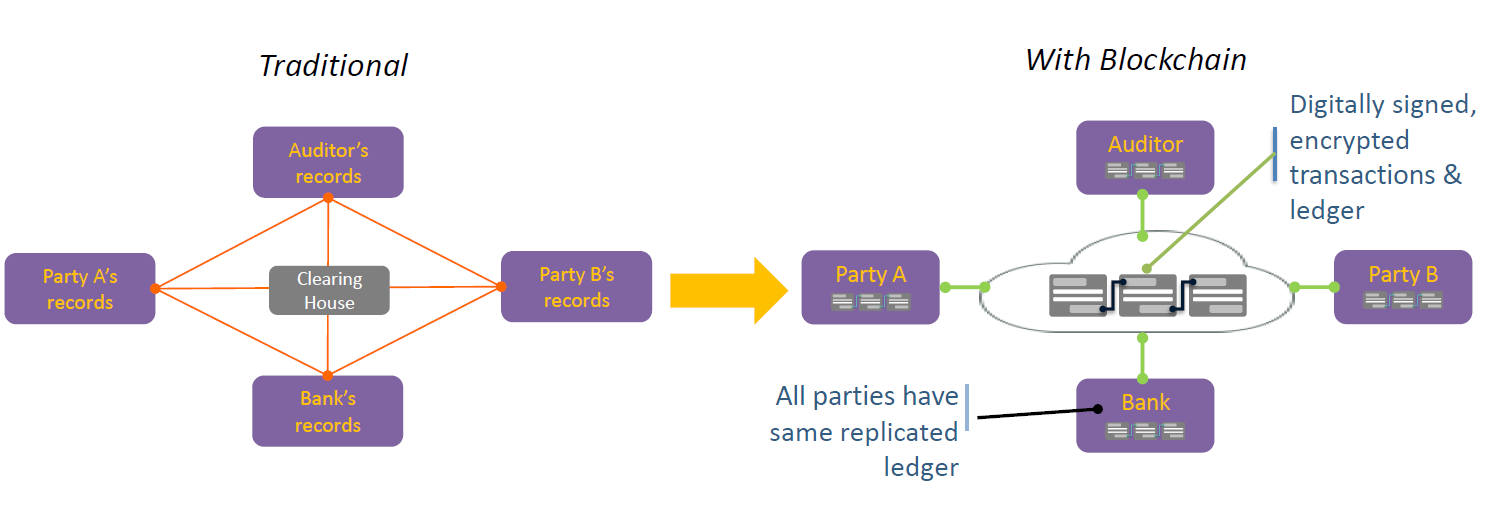 Traditional
Auditor's
records
Party A's
records
Clearing
House
Party B's
records
Bank's
records
With Blockchain
Digitally signed,
encrypted
transactions &
ledger
Auditor
Party A
Party B
All parties have
same replicated
ledger
Bank